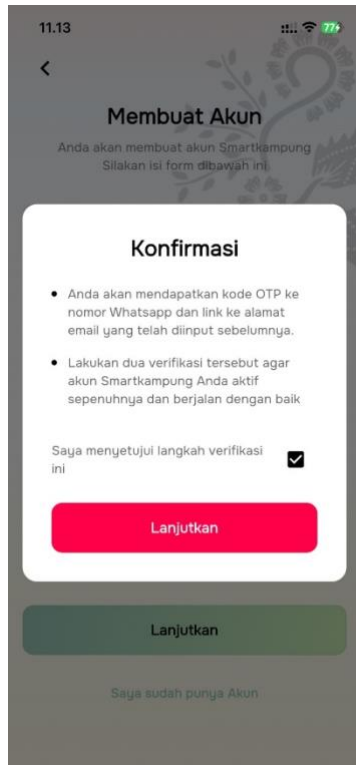 11.13
77
Membuat Akun
Anda akan membuat akun Smartkampung
Silakan isi form dibawah ini
Konfirmasi
• Anda akan mendapatkan kode OTP ke
nomor Whatsapp dan link ke alamat
email yang telah diinput sebelumnya.
• Lakukan dua verifikasi tersebut agar
akun Smartkampung Anda aktif
sepenuhnya dan berjalan dengan baik
Saya menyetujui langkah verifikasi
ini
Lanjutkan
Lanjutkan
Saya sudah punya Akun